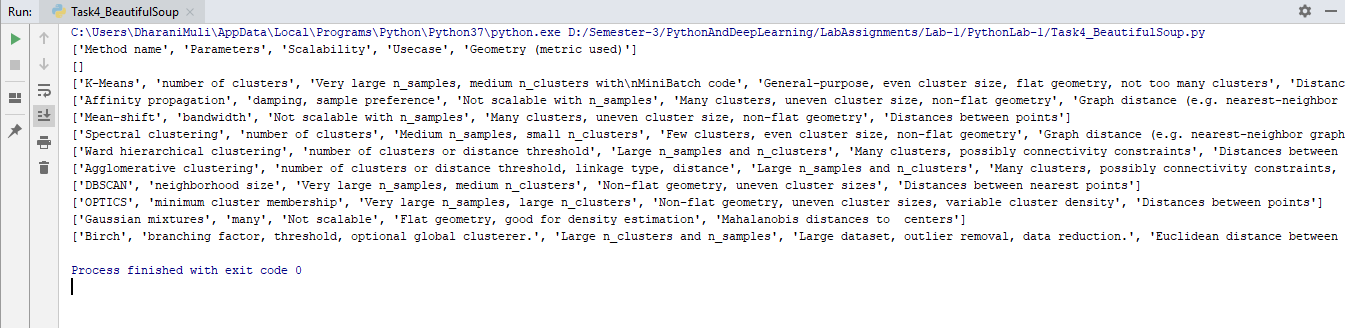 Run: Task4_BeautifulSoup
C:\Users\DharaniMuli\AppData\Local\Programs\Python\Python37\python.exe D:/Semester-3/PythonAndDeepLearning/LabAssignments/Lab-1/PythonLab-1/Task4_BeautifulSoup.py
['Method name', 'Parameters', 'Scalability', 'Usecase', 'Geometry (metric used)']
[]
['K-Means', 'number of clusters', 'Very large n_samples, medium n_clusters with\nMiniBatch code', 'General-purpose, even cluster size, flat geometry, not too many clusters', 'Distanc
['Affinity propagation', 'damping, sample preference', 'Not scalable with n_samples', 'Many clusters, uneven cluster size, non-flat geometry', 'Graph distance (e.g. nearest-neighbor
['Mean-shift', 'bandwidth', 'Not scalable with n_samples', 'Many clusters, uneven cluster size, non-flat geometry', 'Distances between points']
['Spectral clustering', 'number of clusters', 'Medium n_samples, small n_clusters', 'Few clusters, even cluster size, non-flat geometry', 'Graph distance (e.g. nearest-neighbor graph
['Ward hierarchical clustering', 'number of clusters or distance threshold', 'Large n_samples and n_clusters', 'Many clusters, possibly connectivity constraints', 'Distances between
['Agglomerative clustering', 'number of clusters or distance threshold, linkage type, distance', 'Large n_samples and n_clusters', 'Many clusters, possibly connectivity constraints,
['DBSCAN', 'neighborhood size', 'Very large n_samples, medium n_clusters', 'Non-flat geometry, uneven cluster sizes', 'Distances between nearest points']
['OPTICS', 'minimum cluster membership', 'Very large n_samples, large n_clusters', 'Non-flat geometry, uneven cluster sizes, variable cluster density', 'Distances between points']
['Gaussian mixtures', 'many', 'Not scalable', 'Flat geometry, good for density estimation', 'Mahalanobis distances to  centers']
['Birch', 'branching factor, threshold, optional global clusterer.', 'Large n_clusters and n_samples', 'Large dataset, outlier removal, data reduction.', 'Euclidean distance between
Process finished with exit code 0